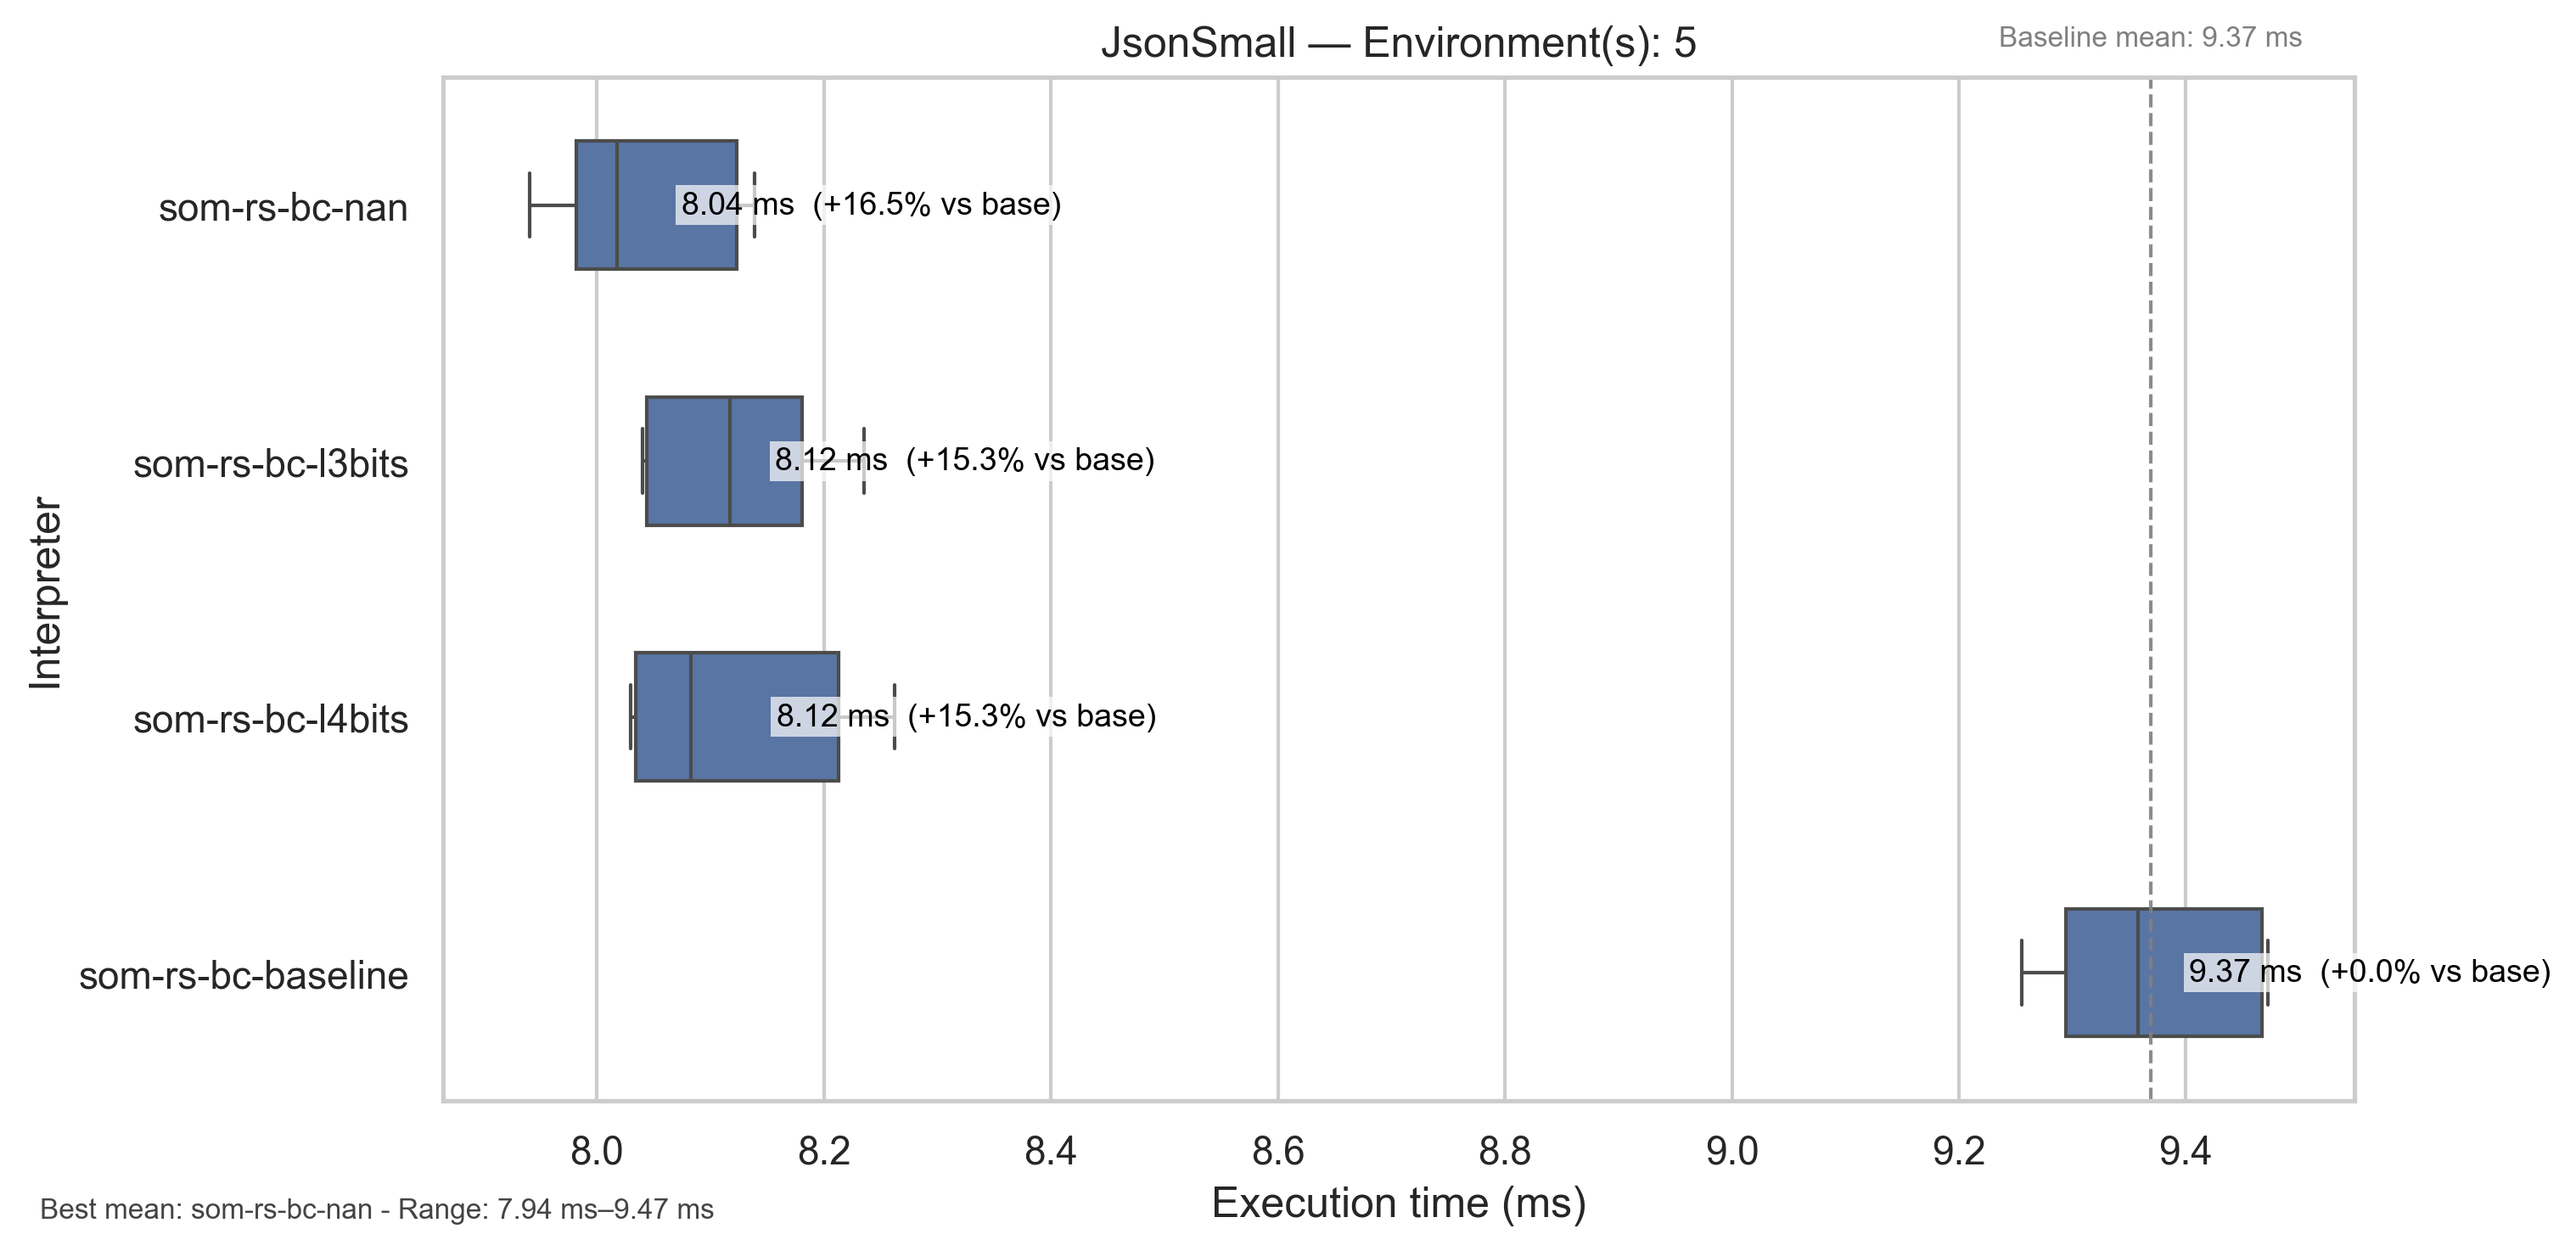 JsonSmall — Environment(s): 5
Baseline mean: 9.37 ms
Interpreter
som-rs-bc-nan
8.04 ms (+16.5% vs base)
som-rs-bc-l3bits
8.12 ms (+15.3% vs base)
som-rs-bc-l4bits
8.12 ms (+15.3% vs base)
som-rs-bc-baseline
9.37 ms (+0.0% vs base)
8.0 8.2 8.4 8.6 8.8 9.0 9.2 9.4
Execution time (ms)
Best mean: som-rs-bc-nan - Range: 7.94 ms–9.47 ms